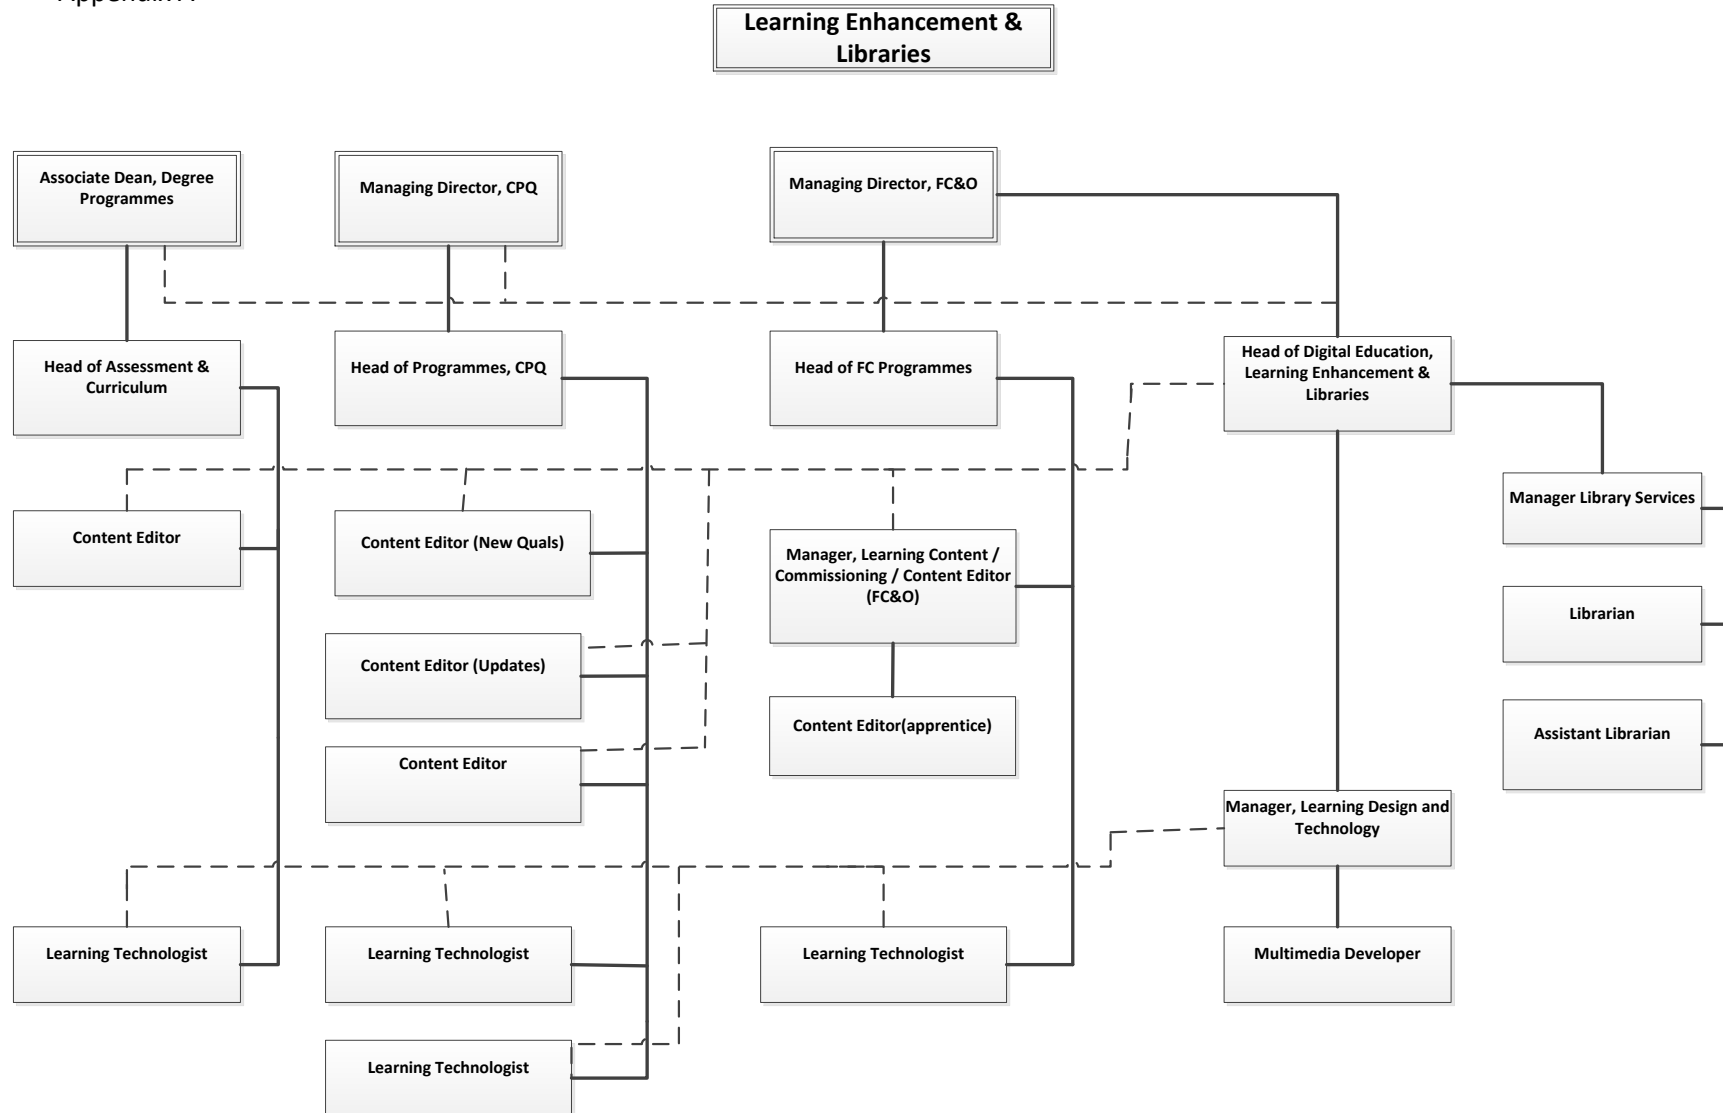 Learning Enhancement &
Libraries
Associate Dean, Degree
Programmes
Managing Director, CPQ
Managing Director, FC&O
Head of Assessment &
Curriculum
Head of Programmes, CPQ
Head of FC Programmes
Head of Digital Education,
Learning Enhancement &
Libraries
Content Editor
Content Editor (New Quals)
Manager, Learning Content /
Commissioning / Content Editor
(FC&O)
Manager Library Services
Content Editor (Updates)
Librarian
Content Editor
Content Editor(apprentice)
Assistant Librarian
Manager, Learning Design and
Technology
Learning Technologist
Learning Technologist
Learning Technologist
Multimedia Developer
Learning Technologist